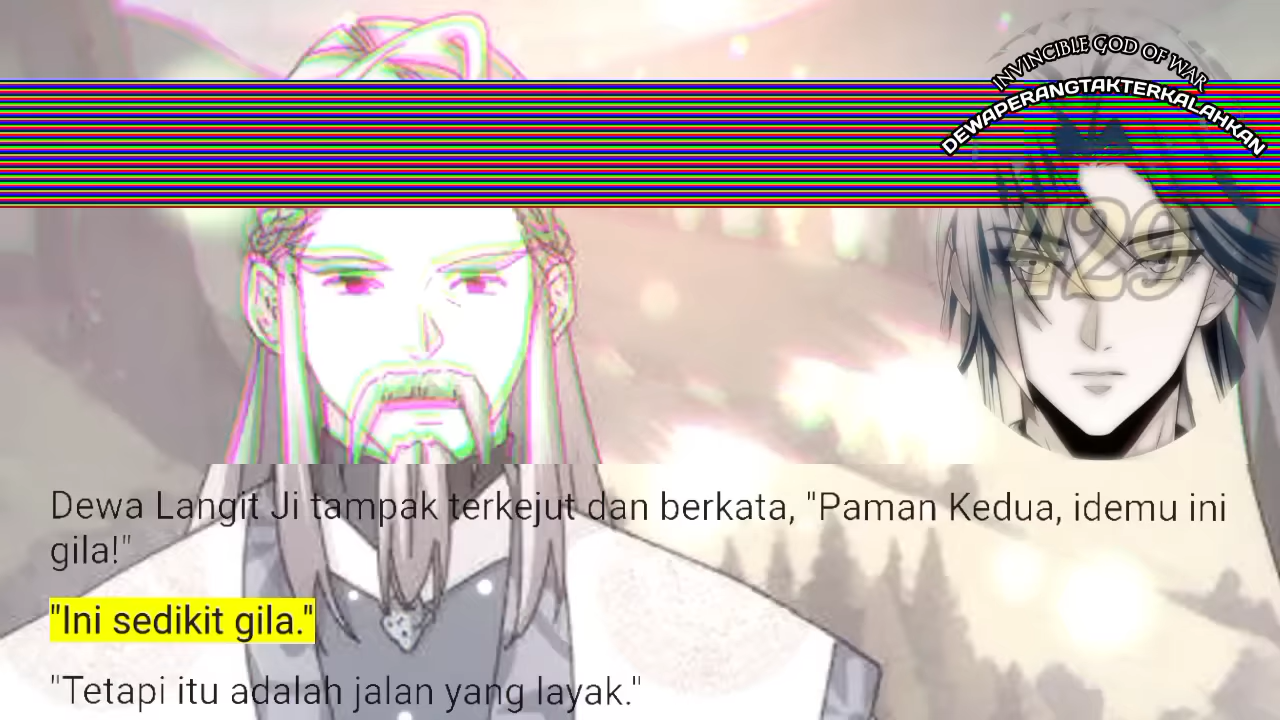 INVINCIBLE GOD OF WAR
DEWAPERANGTAKTERKALAHKAN
429
Dewa Langit Ji tampak terkejut dan berkata, "Paman Kedua, idemu ini
gila!"
"Ini sedikit gila."
"Tetapi itu adalah jalan yang layak."